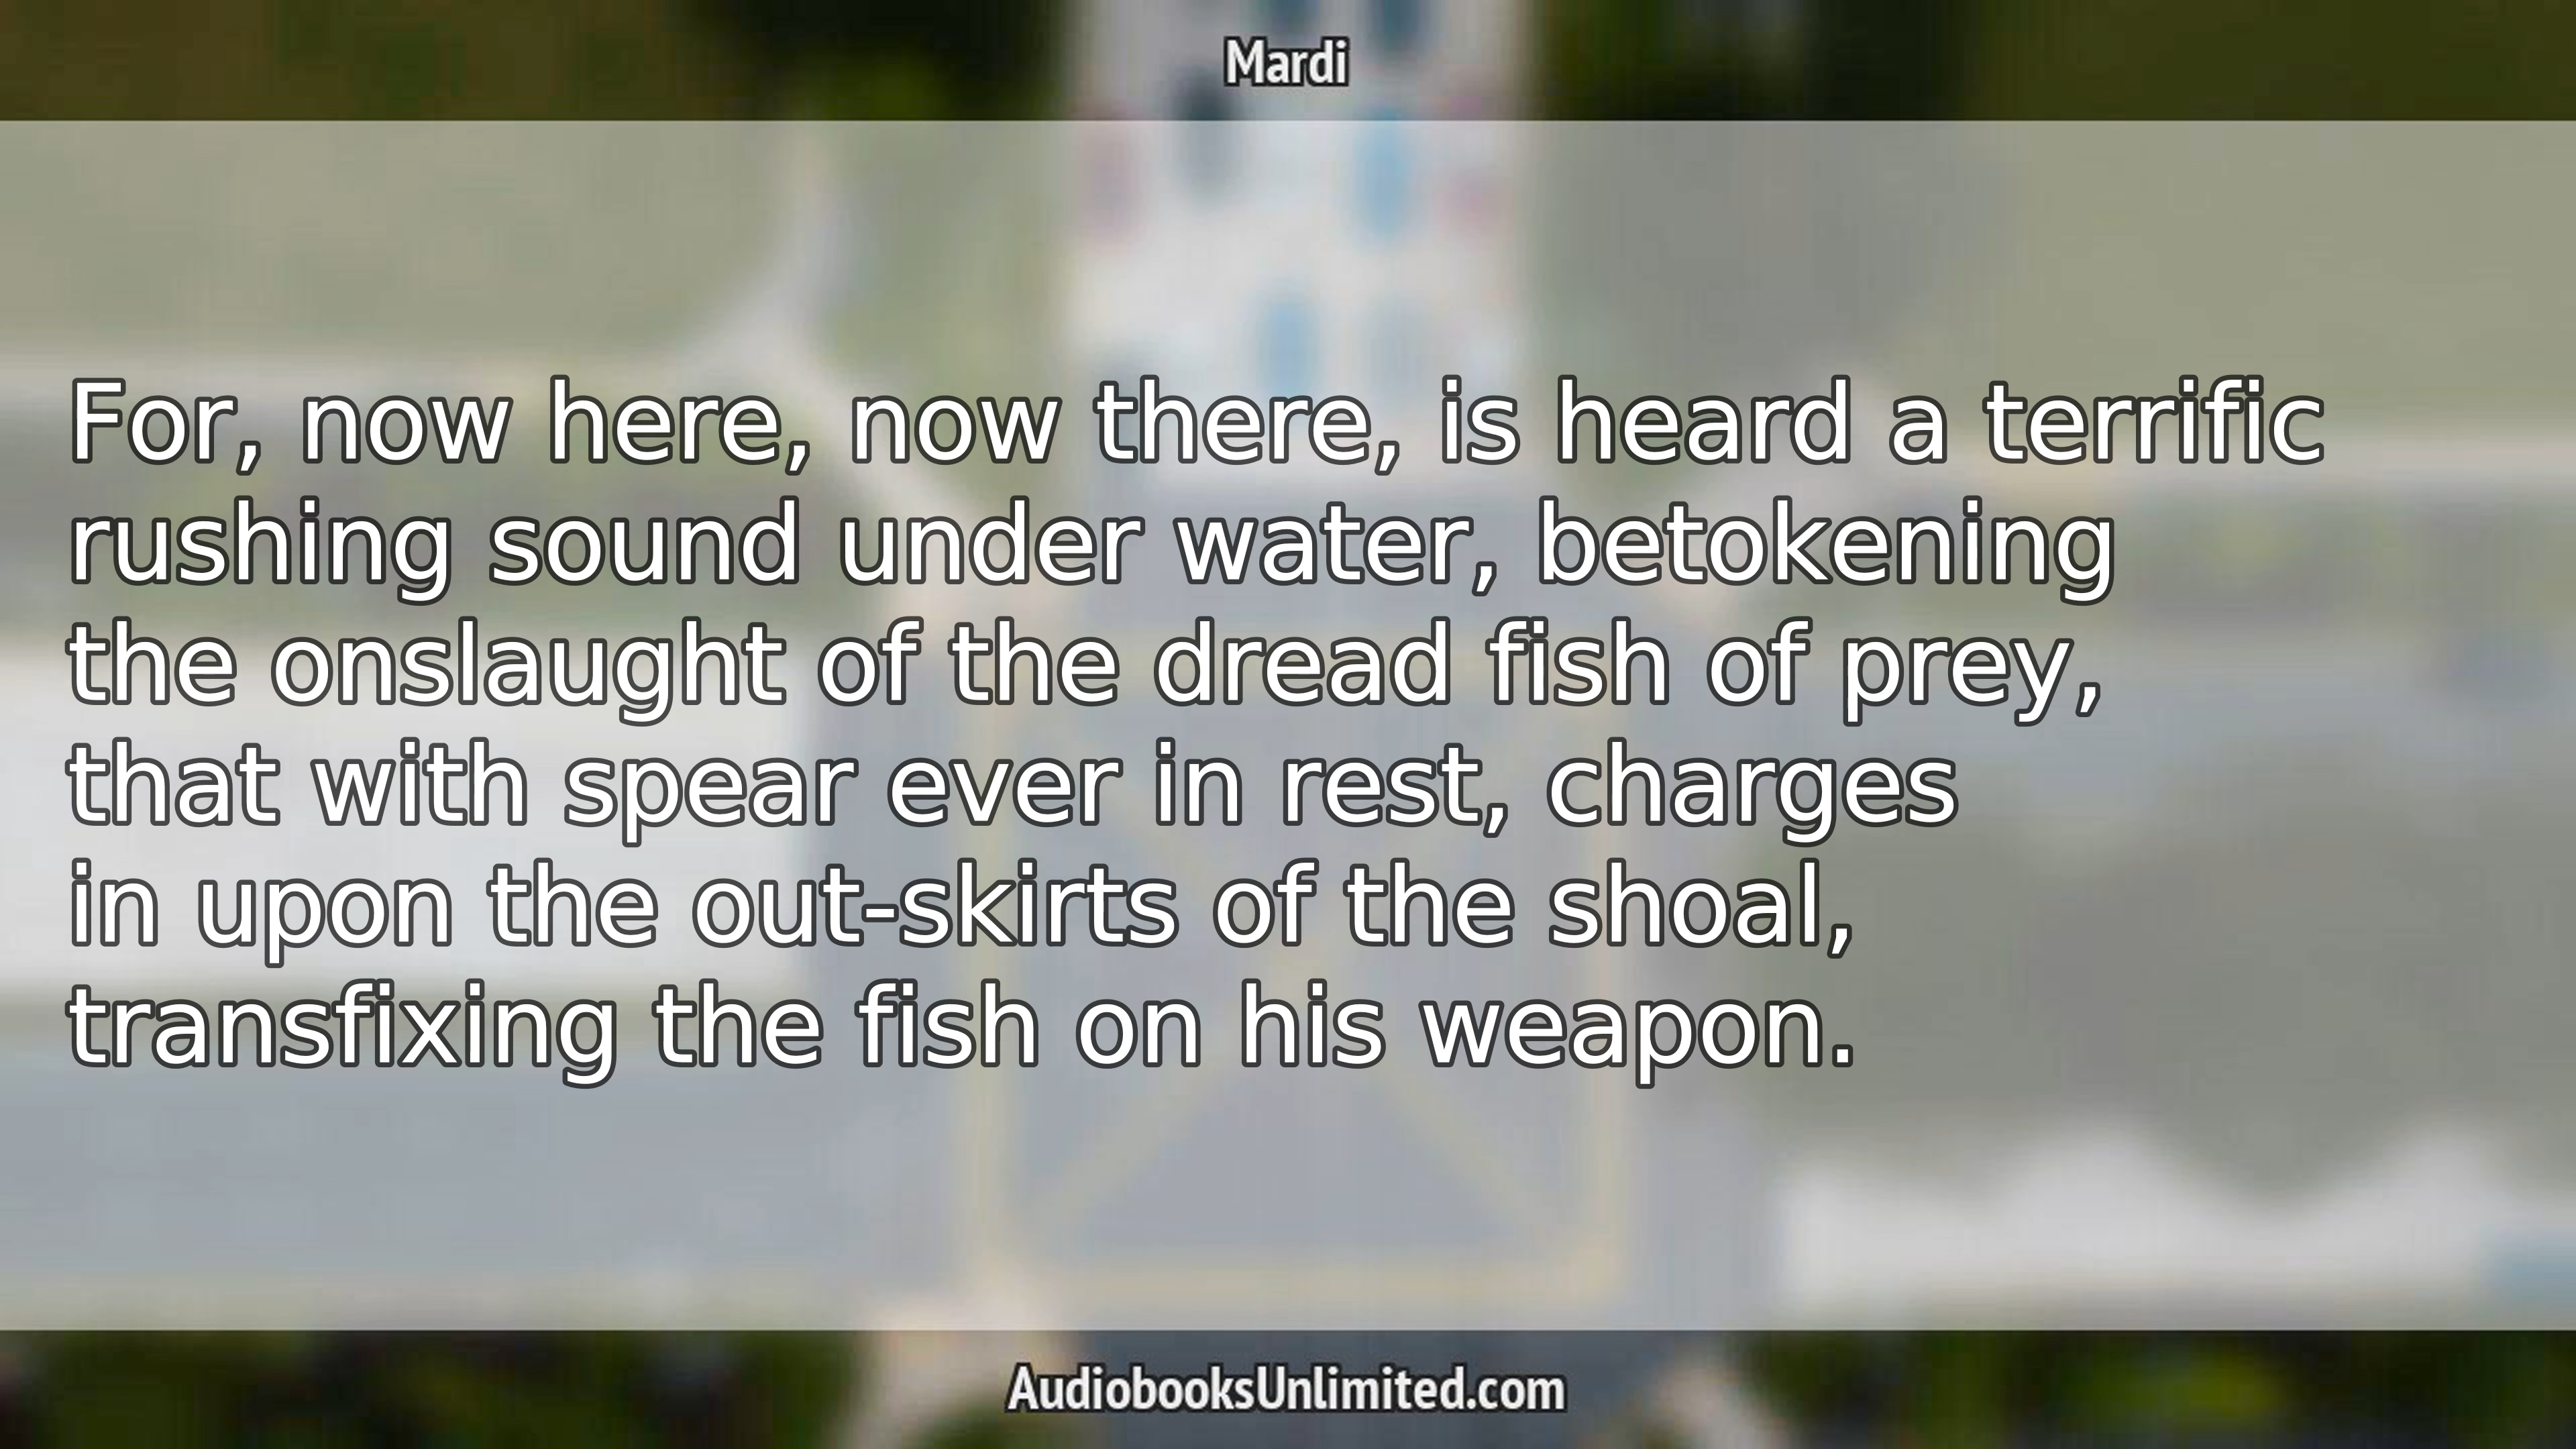 Mardi
For, now here, now there, is heard a terrific
rushing sound under water, betokening
the onslaught of the dread fish of prey,
that with spear ever in rest, charges
in upon the out-skirts of the shoal,
transfixing the fish on his weapon.
AudiobooksUnlimited.com